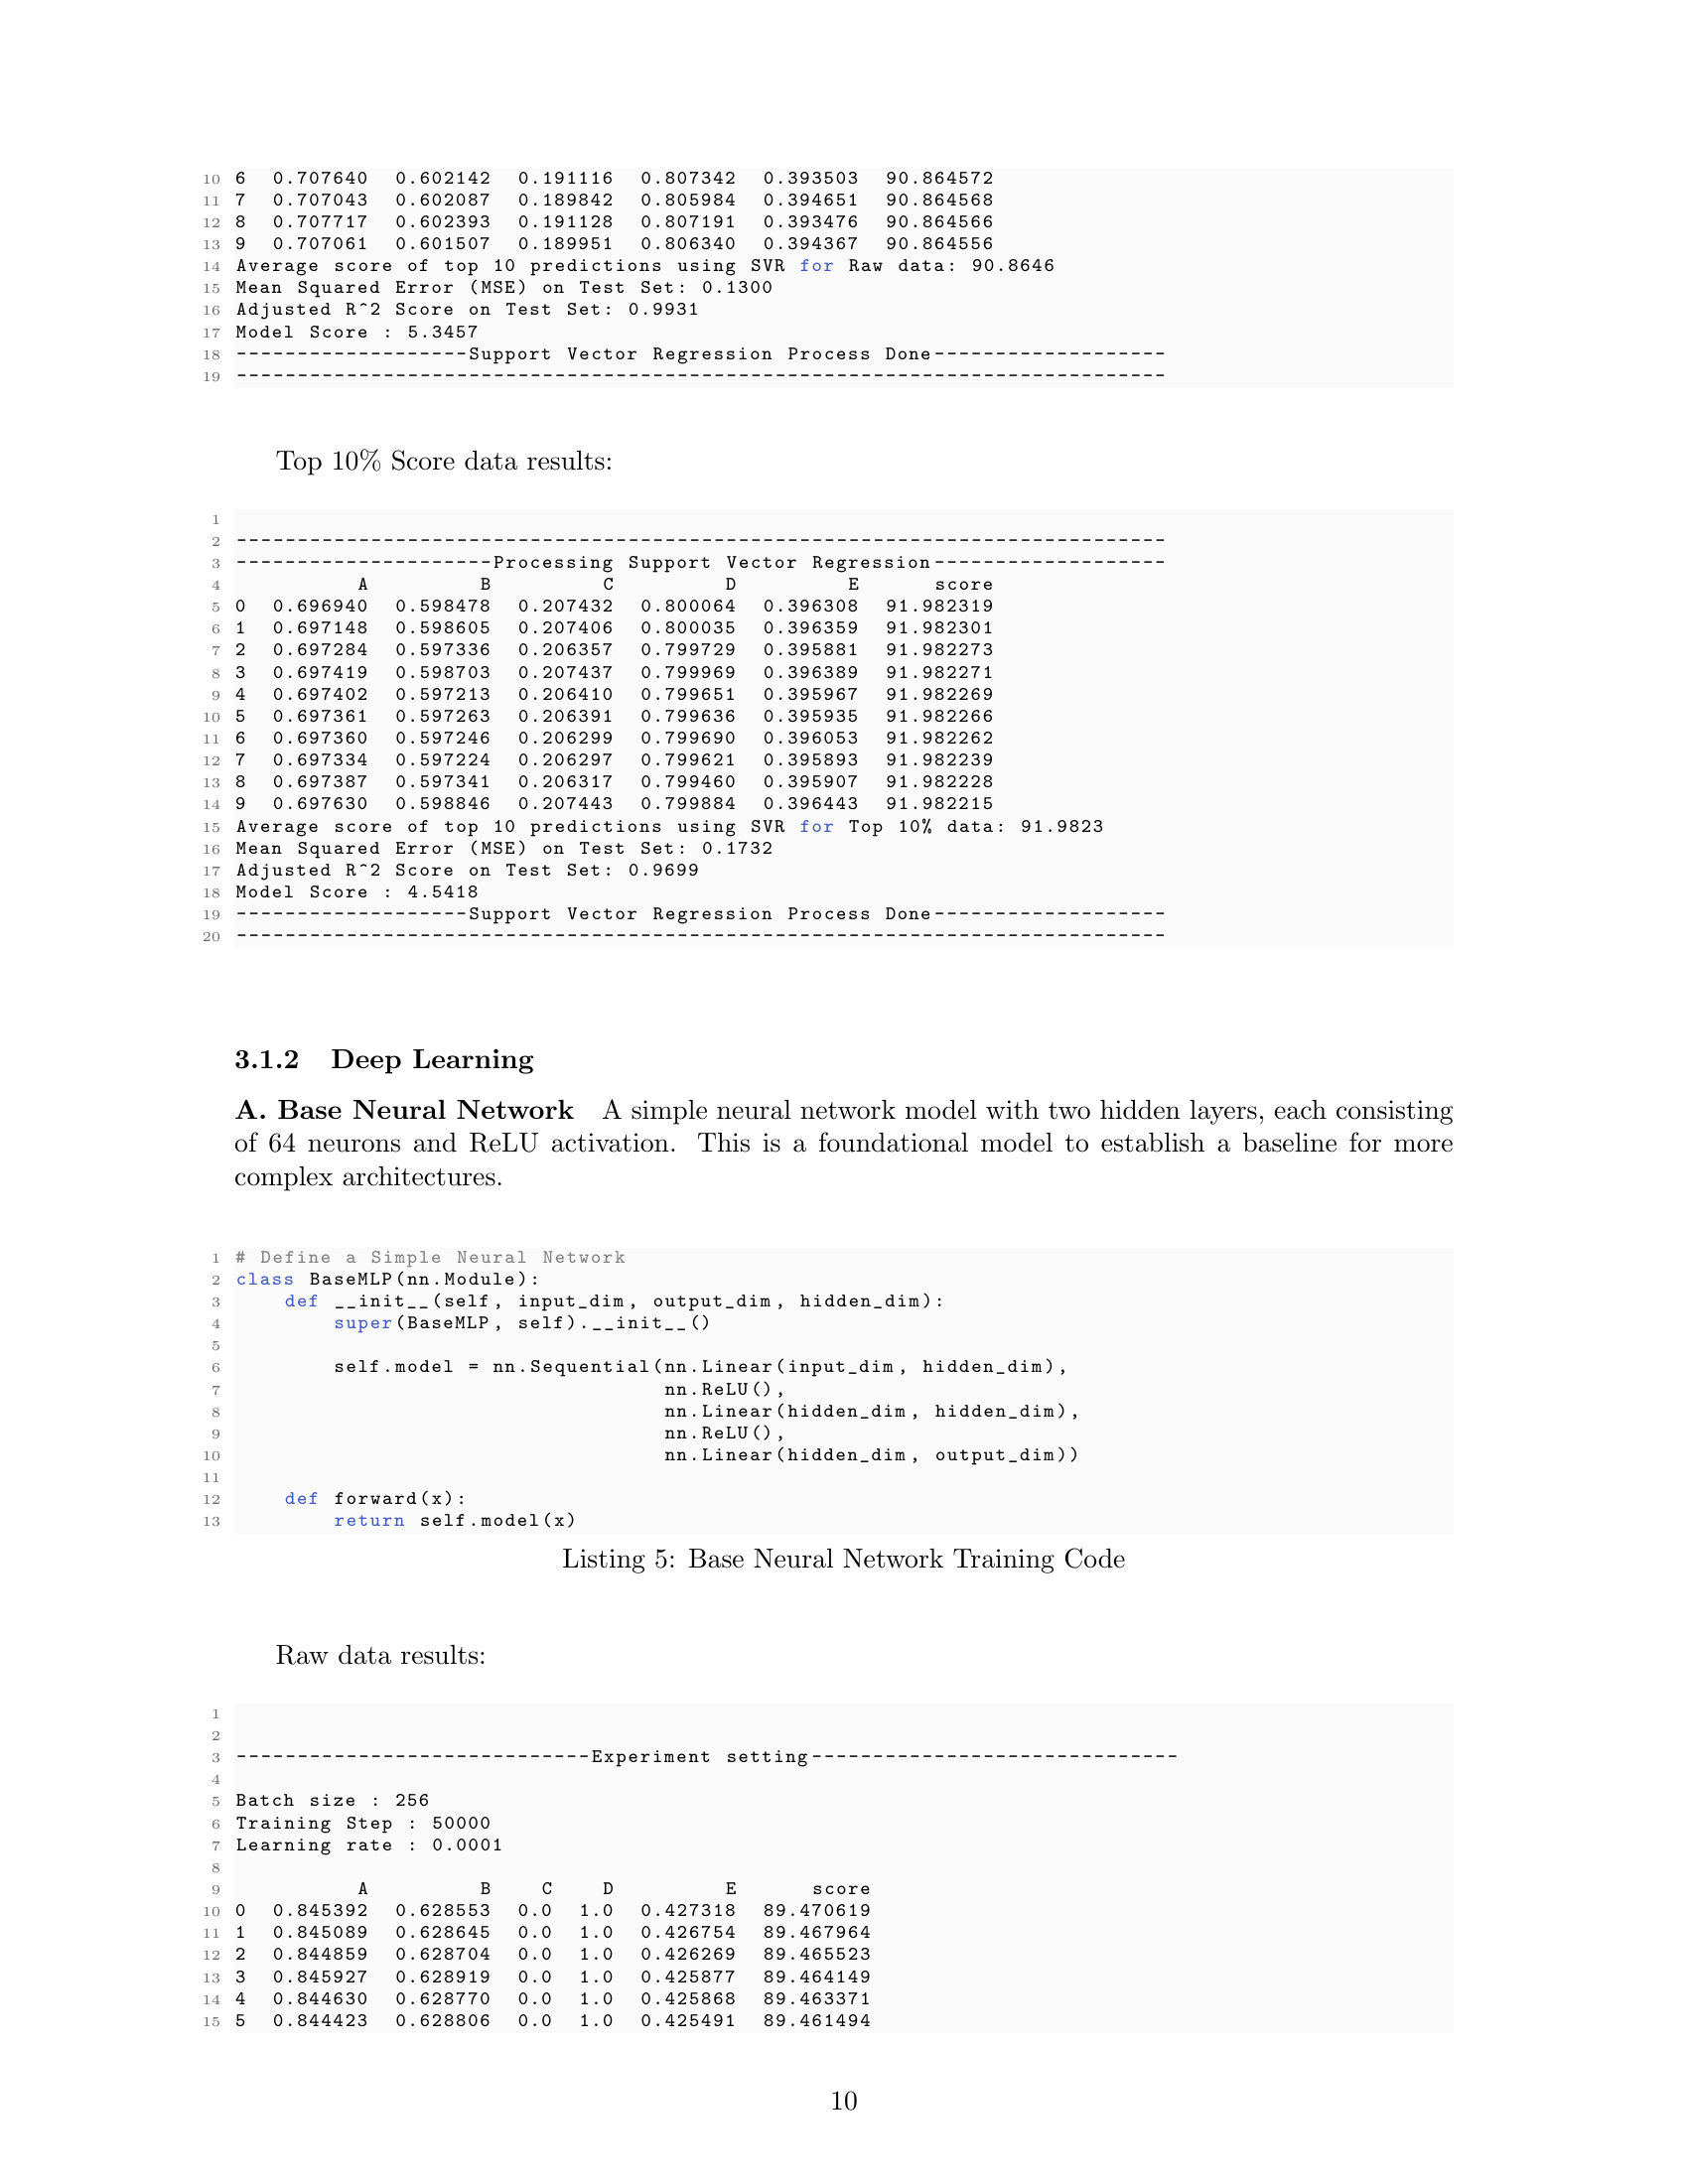 10 6  0.707640  0.602142  0.191116  0.807342  0.393503  90.864572
11 7  0.707043  0.602087  0.189842  0.805984  0.394651  90.864568
12 8  0.707717  0.602393  0.191128  0.807191  0.393476  90.864566
13 9  0.707061  0.601507  0.189951  0.806340  0.394367  90.864556
14 Average score of top 10 predictions using SVR for Raw data: 90.8646
15 Mean Squared Error (MSE) on Test Set: 0.1300
16 Adjusted R^2 Score on Test Set: 0.9931
17 Model Score : 5.3457
18 -------------------Support Vector Regression Process Done-------------------
19 ----------------------------------------------------------------------------
Top 10% Score data results:
1
2 ----------------------------------------------------------------------------
3 ---------------------Processing Support Vector Regression-------------------
4           A         B         C         D         E      score
5 0  0.696940  0.598478  0.207432  0.800064  0.396308  91.982319
6 1  0.697148  0.598605  0.207406  0.800035  0.396359  91.982301
7 2  0.697284  0.597336  0.206357  0.799729  0.395881  91.982273
8 3  0.697419  0.598703  0.207437  0.799969  0.396389  91.982271
9 4  0.697402  0.597213  0.206410  0.799651  0.395967  91.982269
10 5  0.697361  0.597263  0.206391  0.799636  0.395935  91.982266
11 6  0.697360  0.597246  0.206299  0.799690  0.396053  91.982262
12 7  0.697334  0.597224  0.206297  0.799621  0.395893  91.982239
13 8  0.697387  0.597341  0.206317  0.799460  0.395907  91.982228
14 9  0.697630  0.598846  0.207443  0.799884  0.396443  91.982215
15 Average score of top 10 predictions using SVR for Top 10% data: 91.9823
16 Mean Squared Error (MSE) on Test Set: 0.1732
17 Adjusted R^2 Score on Test Set: 0.9699
18 Model Score : 4.5418
19 -------------------Support Vector Regression Process Done-------------------
20 ----------------------------------------------------------------------------
3.1.2 Deep Learning
A. Base Neural Network A simple neural network model with two hidden layers, each consisting
of 64 neurons and ReLU activation. This is a foundational model to establish a baseline for more
complex architectures.
1 # Define a Simple Neural Network
2 class BaseMLP(nn.Module):
3     def __init__(self, input_dim, output_dim, hidden_dim):
4         super(BaseMLP, self).__init__()
5
6         self.model = nn.Sequential(nn.Linear(input_dim, hidden_dim),
7                                    nn.ReLU(),
8                                    nn.Linear(hidden_dim, hidden_dim),
9                                    nn.ReLU(),
10                                    nn.Linear(hidden_dim, output_dim))
11
12     def forward(x):
13         return self.model(x)
Listing 5: Base Neural Network Training Code
Raw data results:
1
2
3 -----------------------------Experiment setting------------------------------
4
5 Batch size : 256
6 Training Step : 50000
7 Learning rate : 0.0001
8
9           A         B    C    D         E      score
10 0  0.845392  0.628553  0.0  1.0  0.427318  89.470619
11 1  0.845089  0.628645  0.0  1.0  0.426754  89.467964
12 2  0.844859  0.628704  0.0  1.0  0.426269  89.465523
13 3  0.845927  0.628919  0.0  1.0  0.425877  89.464149
14 4  0.844630  0.628770  0.0  1.0  0.425868  89.463371
15 5  0.844423  0.628806  0.0  1.0  0.425491  89.461494
10